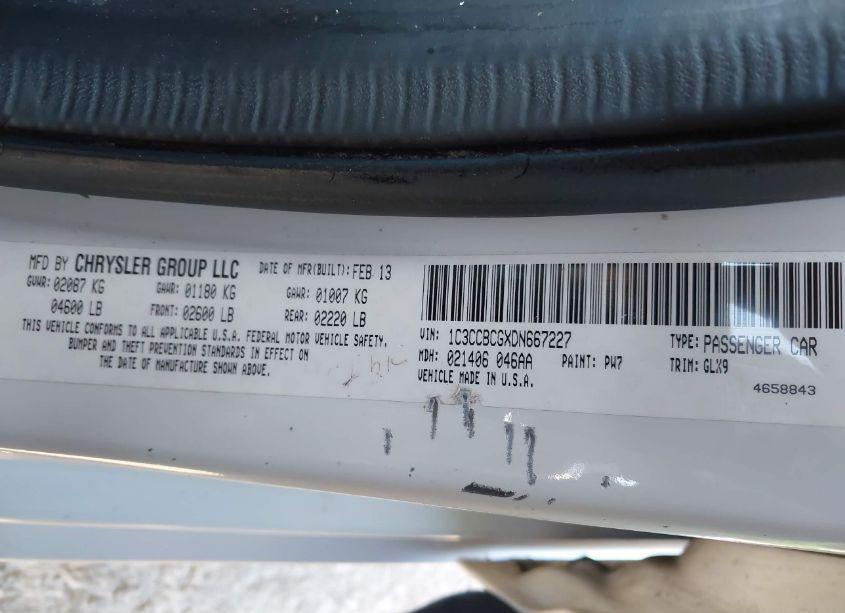 MFD BY CHRYSLER GROUP LLC DATE OF MFR(BUILT): FEB 13
GVWR: 02087 KG GAWR: 01180 KG GAWR: 01007 KG
04600 LB FRONT: 02600 LB REAR: 02220 LB
THIS VEHICLE CONFORMS TO ALL APPLICABLE U.S.A. FEDERAL MOTOR VEHICLE SAFETY,
BUMPER AND THEFT PREVENTION STANDARDS IN EFFECT ON
THE DATE OF MANUFACTURE SHOWN ABOVE.
VIN: 1C3CCBCGXDN667227 TYPE: PASSENGER CAR
MDH: 021406 046AA PAINT: PW7 TRIM: GLX9
VEHICLE MADE IN U.S.A.
4658843